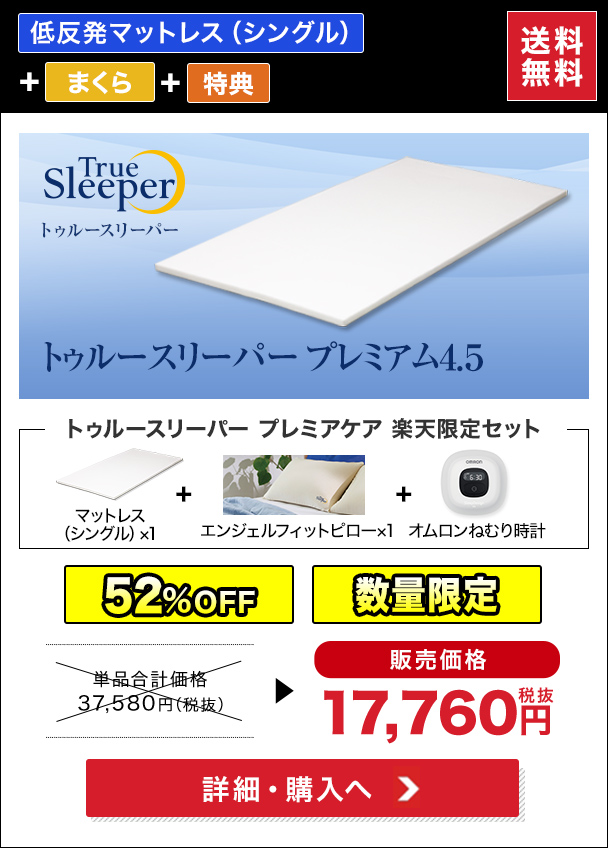 低反発マットレス（シングル）
+ まくら + 特典
送料
無料
True
Sleeper
トゥルースリーパー
トゥルースリーパー プレミアム4.5
トゥルースリーパー プレミアケア 楽天限定セット
OMRON
6:30
+ +
マットレス
（シングル）×1
エンジェルフィットピロー×1
オムロンねむり時計
52%OFF
数量限定
単品合計価格
37,580円（税抜）
販売価格
17,760円
税抜
詳細・購入へ